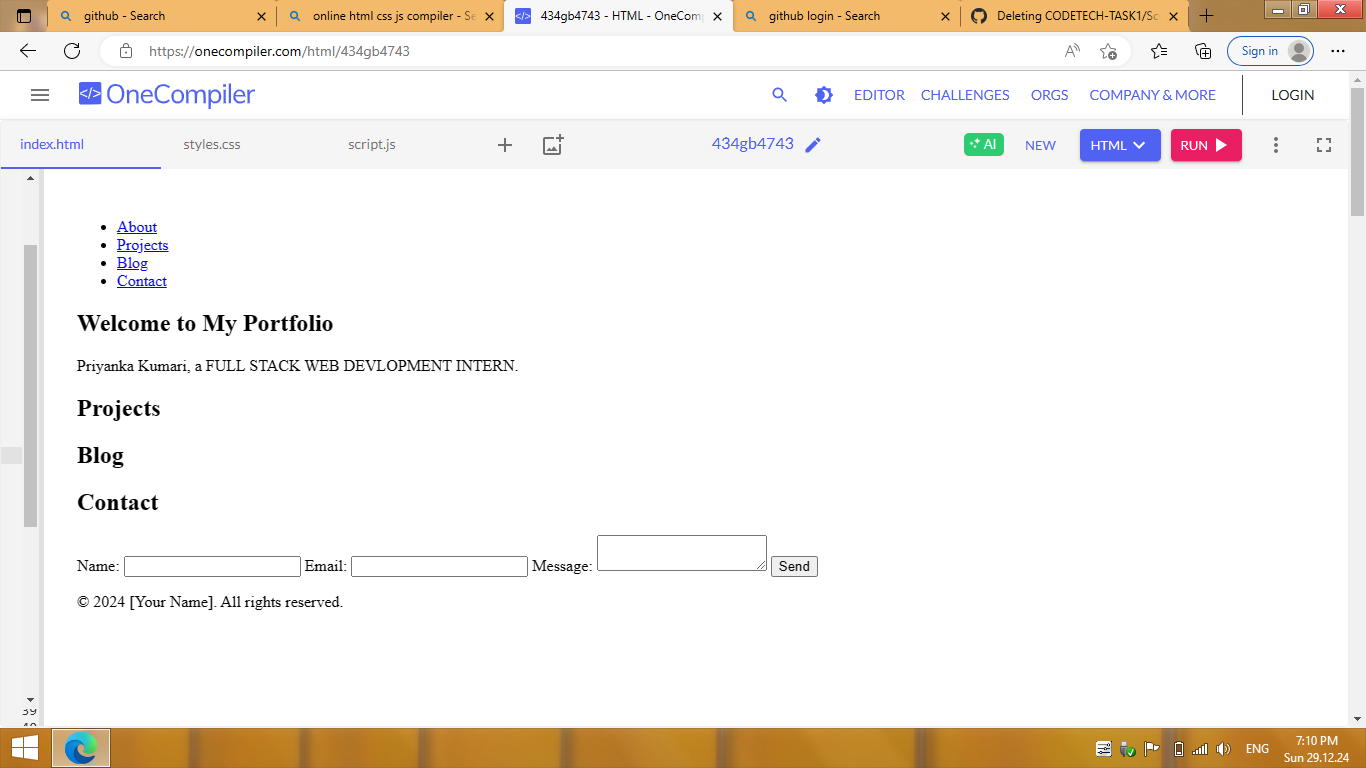 github - Search
online html css js compiler - Se
434gb4743 - HTML - OneComp
github login - Search
Deleting CODETECH-TASK1/Sc
https://onecompiler.com/html/434gb4743
Sign in
OneCompiler
EDITOR CHALLENGES ORGS COMPANY & MORE LOGIN
index.html styles.css script.js 434gb4743 AI NEW HTML RUN
About
Projects
Blog
Contact
Welcome to My Portfolio
Priyanka Kumari, a FULL STACK WEB DEVLOPMENT INTERN.
Projects
Blog
Contact
Name: Email: Message: Send
© 2024 [Your Name]. All rights reserved.
39
ENG
7:10 PM
Sun 29.12.24